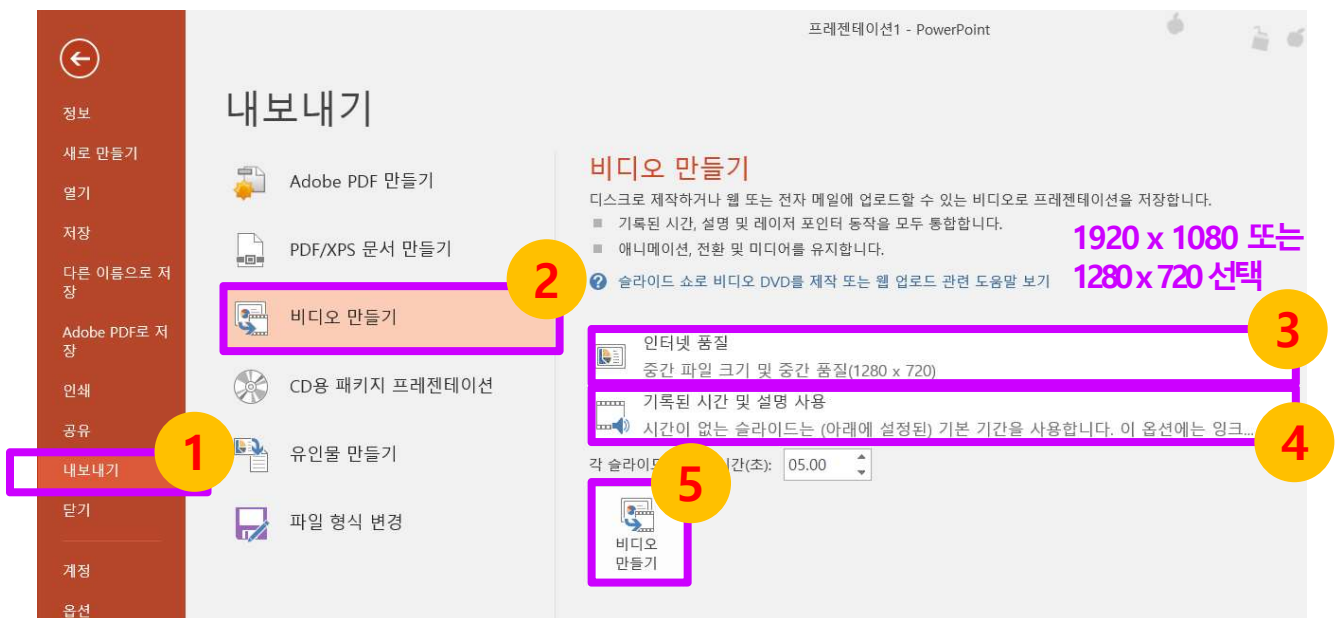 프레젠테이션1 - PowerPoint
정보
새로 만들기
열기
저장
다른 이름으로 저
장
Adobe PDF로 저
장
인쇄
공유
1
내보내기
닫기
계정
옵션
내보내기
Adobe PDF 만들기
PDF/XPS 문서 만들기
2
비디오 만들기
CD용 패키지 프레젠테이션
유인물 만들기
파일 형식 변경
비디오 만들기
디스크로 제작하거나 웹 또는 전자 메일에 업로드할 수 있는 비디오로 프레젠테이션을 저장합니다.
기록된 시간, 설명 및 레이저 포인터 동작을 모두 통합합니다.
애니메이션, 전환 및 미디어를 유지합니다.
1920 x 1080 또는
1280 x 720 선택
슬라이드 쇼로 비디오 DVD를 제작 또는 웹 업로드 관련 도움말 보기
3
인터넷 품질
중간 파일 크기 및 중간 품질(1280 x 720)
기록된 시간 및 설명 사용
시간이 없는 슬라이드는 (아래에 설정된) 기본 기간을 사용합니다. 이 옵션에는 잉크...
4
각 시간(초): 05.00
5
비디오
만들기